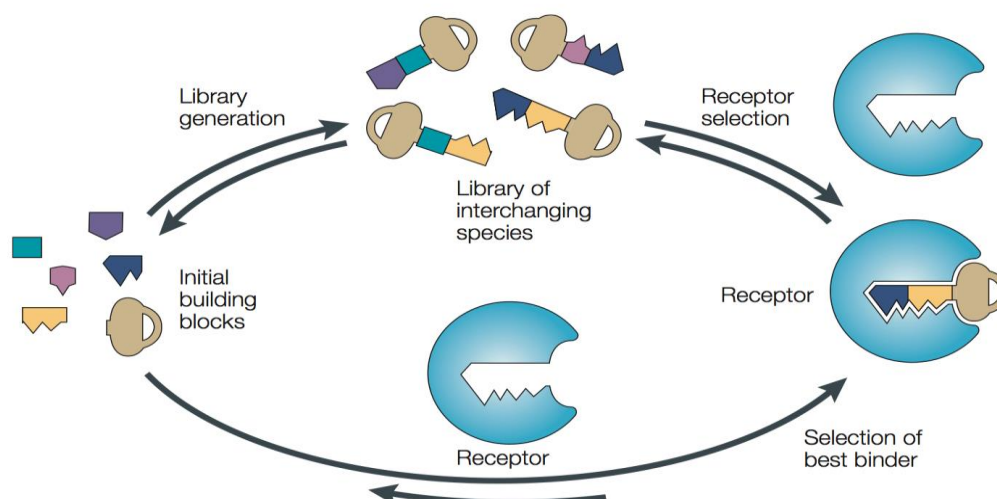 Library
generation
Receptor
selection
Library of
interchanging
species
Initial
building
blocks
Receptor
Receptor
Selection of
best binder